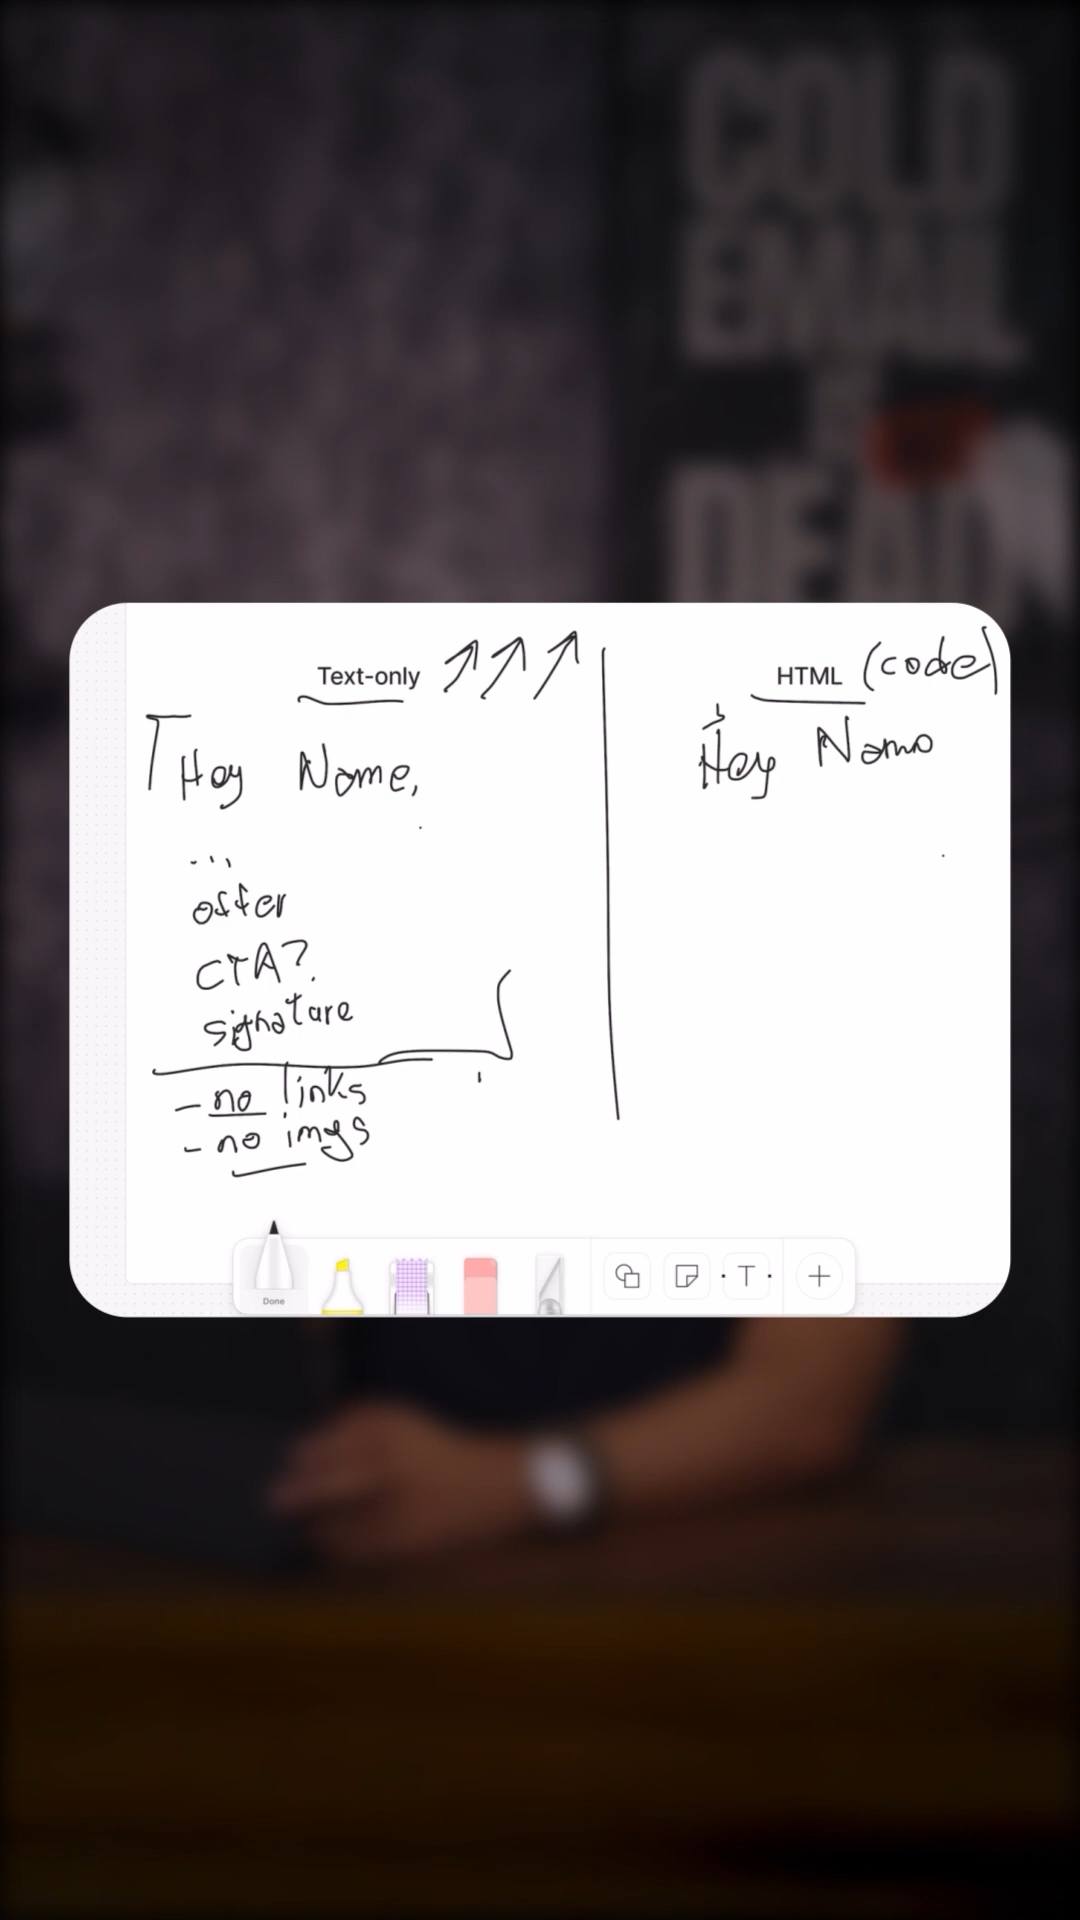 COLD
EMAIL
DEAD
Text-only
Hey Name,
...
offer
CTA?
signature
- no links
- no imgs
HTML (code)
Hey Name
Done
T